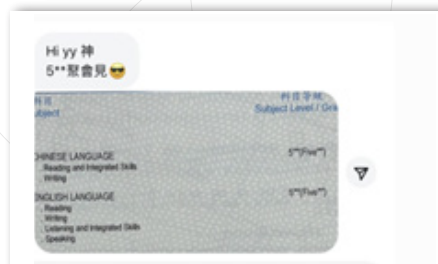 Hi yy 神
5**聚會見😎
科目 科目等級
Subject Subject Level / Gra
CHINESE LANGUAGE 5**(Five**)
. Reading and Integrated Skills
. Writing
ENGLISH LANGUAGE 5**(Five**)
. Reading
. Writing
. Listening and Integrated Skills
. Speaking